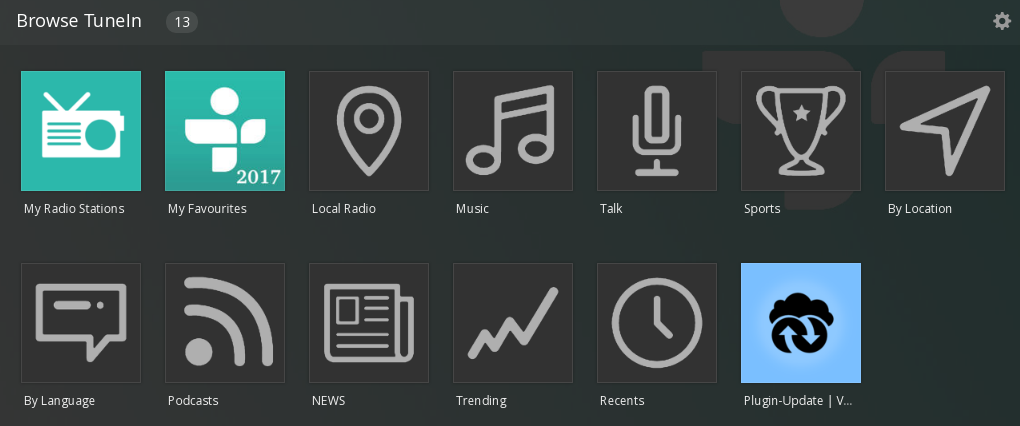 Browse TuneIn 13
2017
My Radio Stations
My Favourites
Local Radio
Music
Talk
Sports
By Location
By Language
Podcasts
NEWS
Trending
Recents
Plugin-Update | V...